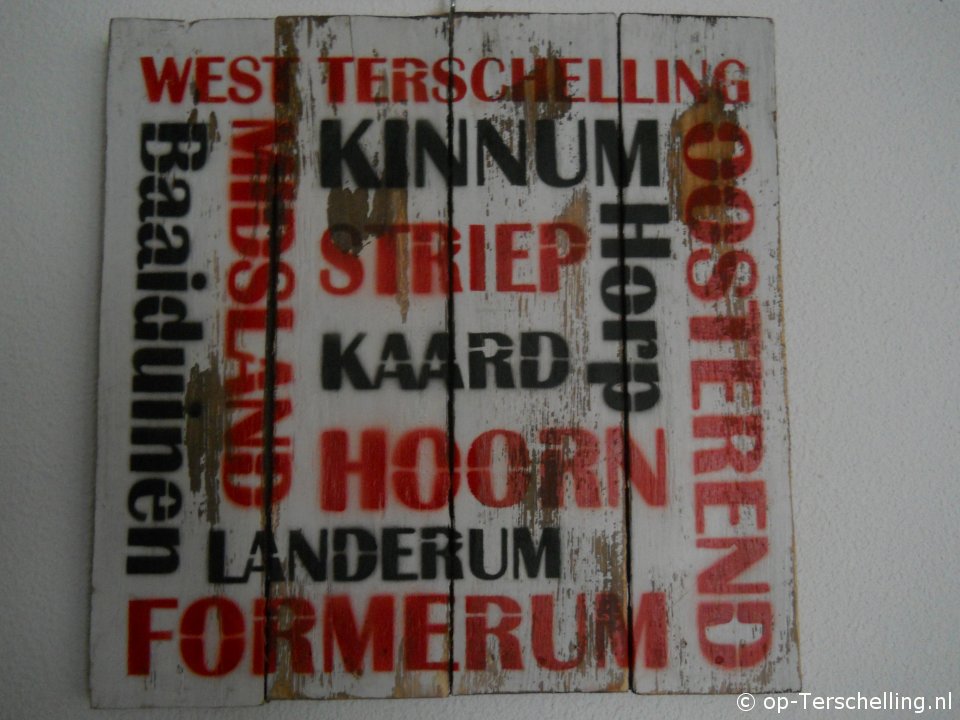 WEST TERSCHELLING
Baaiduinen
MIDSLAND
KINNUM
STRIEP
Horp
KAARD
HOORN
OOSTEREND
LANDERUM
FORMERUM
© op-Terschelling.nl